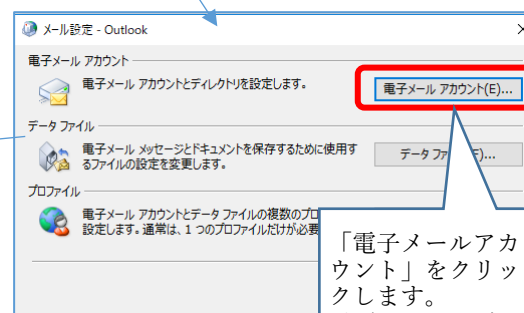 メール設定 - Outlook
電子メール アカウント
電子メール アカウントとディレクトリを設定します。
電子メール アカウント(E)...
データ ファイル
電子メール メッセージとドキュメントを保存するために使用す
るファイルの設定を変更します。
データ ファ
)...
プロファイル
電子メール アカウントとデータ ファイルの複数のプロ
設定します。通常は、1 つのプロファイルだけが必要
「電子メールアカ
ウント」をクリッ
クします。